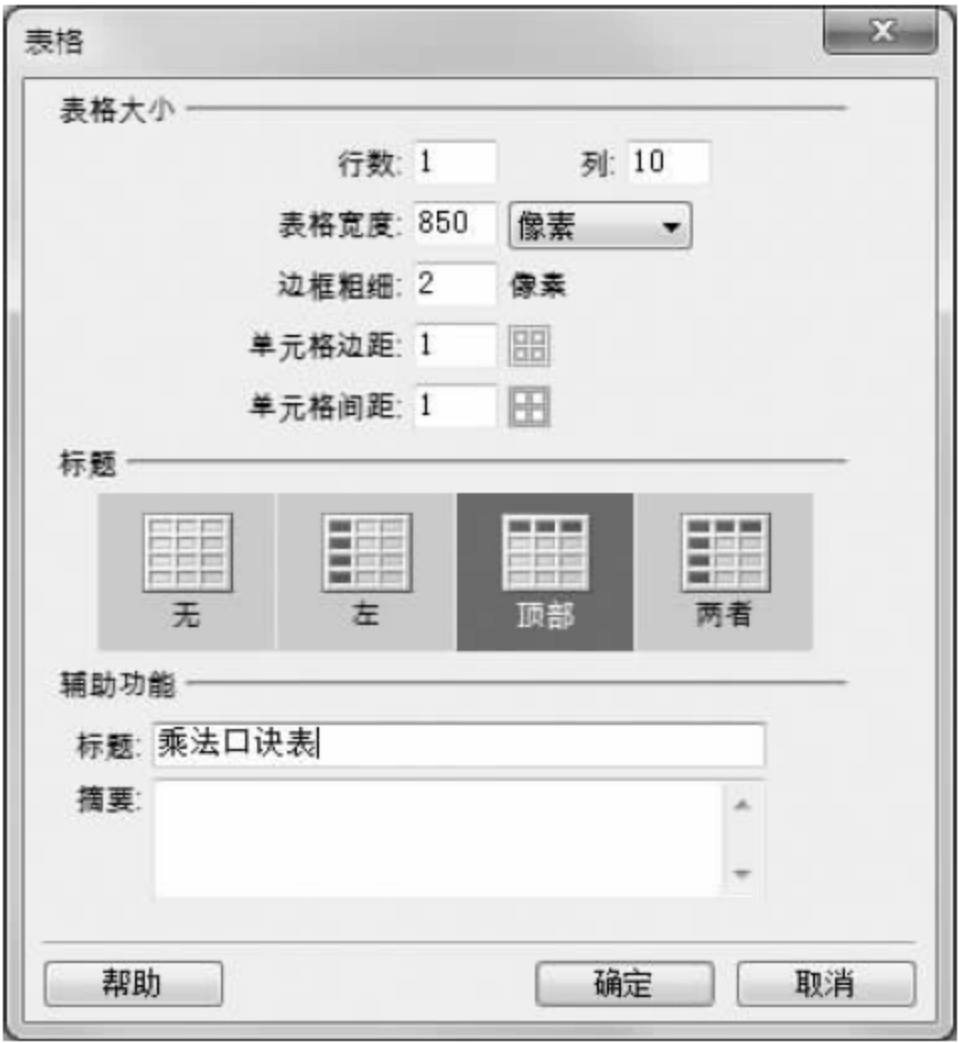 表格
表格大小
行数: 1 列: 10
表格宽度: 850 像素
边框粗细: 2 像素
单元格边距: 1
单元格间距: 1
标题
无 左 顶部 两者
辅助功能
标题: 乘法口诀表
摘要:
帮助 确定 取消